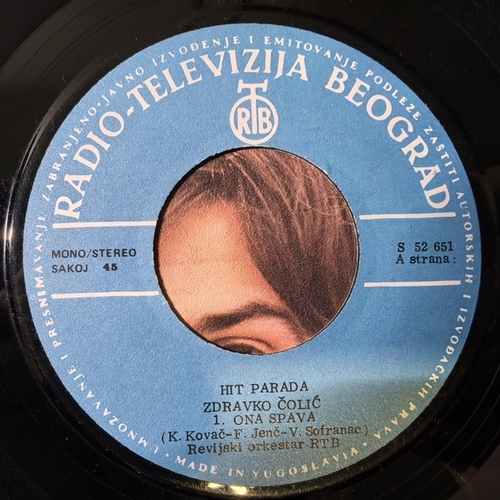 UMNOŽAVANJE I PRESNIMAVANJE ZABRANJENO·JAVNO IZVOĐENJE I EMITOVANJE PODLEŽE ZAŠTITI AUTORSKIH I IZVOĐAČKIH PRAVA
RADIO-TELEVIZIJA BEOGRAD
RTB
MONO/STEREO
SAKOJ 45
S 52 651
A strana:
HIT PARADA
ZDRAVKO ČOLIĆ
1. ONA SPAVA
(K. Kovač-F. Jenč-V. Sofranac)
Revijski orkestar RTB
MADE IN YUGOSLAVIA